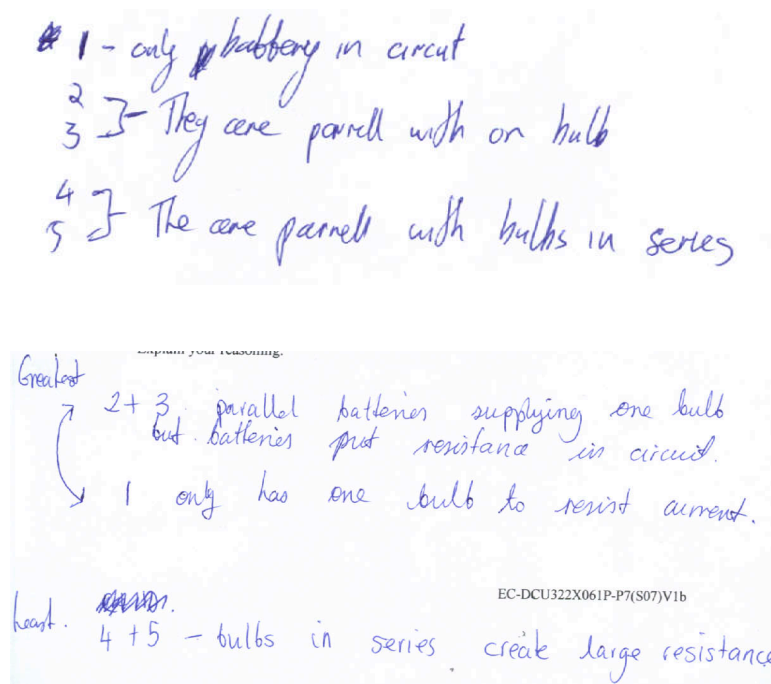 1 - only battery in circut
2
3 } - They are parrell with on bulb
4
5 } - The are parrell with bulbs in series
Explain your reasoning.
Greatest
2 + 3 parallel batteries supplying one bulb
but batteries put resistance in circuit.
1 only has one bulb to resist current.
EC-DCU322X061P-P7(S07)V1b
Least.
4 + 5 - bulbs in series create large resistance